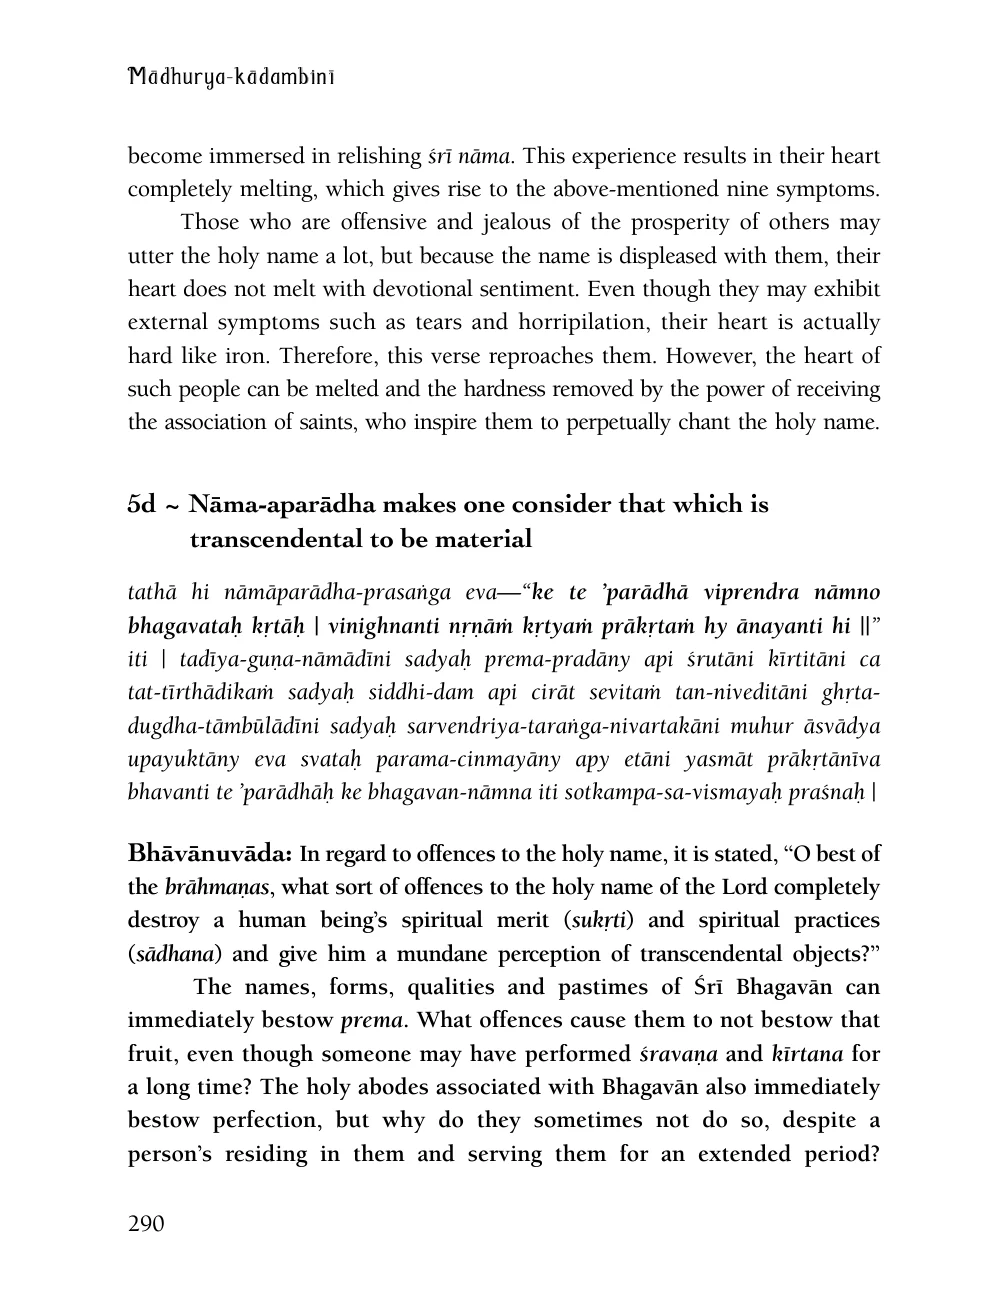 Mādhurya-kādambinī
become immersed in relishing śrī nāma. This experience results in their heart
completely melting, which gives rise to the above-mentioned nine symptoms.
Those who are offensive and jealous of the prosperity of others may
utter the holy name a lot, but because the name is displeased with them, their
heart does not melt with devotional sentiment. Even though they may exhibit
external symptoms such as tears and horripilation, their heart is actually
hard like iron. Therefore, this verse reproaches them. However, the heart of
such people can be melted and the hardness removed by the power of receiving
the association of saints, who inspire them to perpetually chant the holy name.
5d ~ Nāma-aparādha makes one consider that which is
transcendental to be material
tathā hi nāmāparādha-prasaṅga eva—“ke te ’parādhā viprendra nāmno
bhagavataḥ kṛtāḥ | vinighnanti nṛṇāṁ kṛtyaṁ prākṛtaṁ hy ānayanti hi ||”
iti | tadīya-guṇa-nāmādīni sadyaḥ prema-pradāny api śrutāni kīrtitāni ca
tat-tīrthādikaṁ sadyaḥ siddhi-dam api cirāt sevitaṁ tan-niveditāni ghṛta-
dugdha-tāmbūlādīni sadyaḥ sarvendriya-taraṅga-nivartakāni muhur āsvādya
upayuktāny eva svataḥ parama-cinmayāny apy etāni yasmāt prākṛtānīva
bhavanti te ’parādhāḥ ke bhagavan-nāmna iti sotkampa-sa-vismayaḥ praśnaḥ |
Bhāvānuvāda: In regard to offences to the holy name, it is stated, “O best of
the brāhmaṇas, what sort of offences to the holy name of the Lord completely
destroy a human being’s spiritual merit (sukṛti) and spiritual practices
(sādhana) and give him a mundane perception of transcendental objects?”
The names, forms, qualities and pastimes of Śrī Bhagavān can
immediately bestow prema. What offences cause them to not bestow that
fruit, even though someone may have performed śravaṇa and kīrtana for
a long time? The holy abodes associated with Bhagavān also immediately
bestow perfection, but why do they sometimes not do so, despite a
person’s residing in them and serving them for an extended period?
290